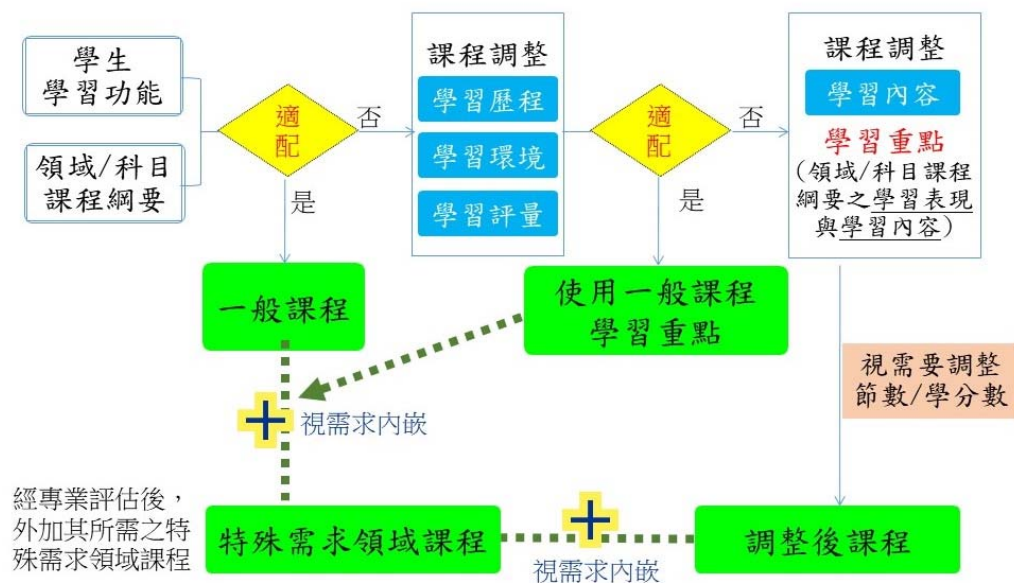 學生
學習功能
領域/科目
課程綱要
適
配
否
是
課程調整
學習歷程
學習環境
學習評量
適
配
否
是
課程調整
學習內容
學習重點
(領域/科目課程
綱要之學習表現
與學習內容)
一般課程
使用一般課程
學習重點
視需要調整
節數/學分數
視需求內嵌
經專業評估後，
外加其所需之特
殊需求領域課程
特殊需求領域課程
視需求內嵌
調整後課程